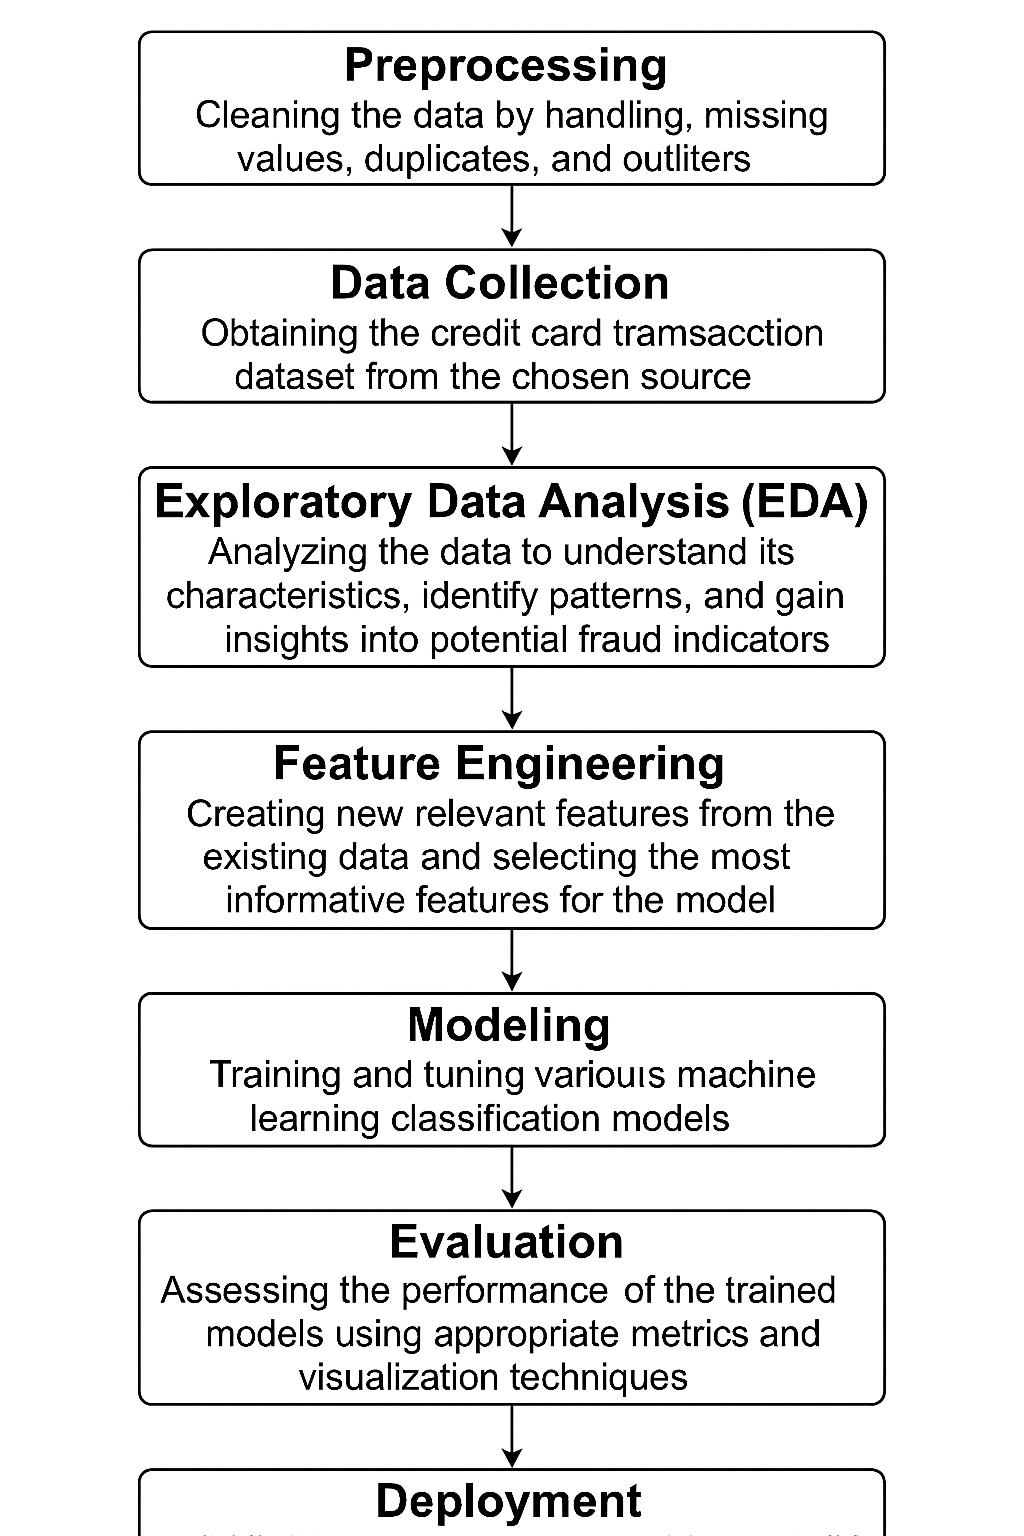 Preprocessing
Cleaning the data by handling, missing
values, duplicates, and outliters
Data Collection
Obtaining the credit card tramsacction
dataset from the chosen source
Exploratory Data Analysis (EDA)
Analyzing the data to understand its
characteristics, identify patterns, and gain
insights into potential fraud indicators
Feature Engineering
Creating new relevant features from the
existing data and selecting the most
informative features for the model
Modeling
Training and tuning various machine
learning classification models
Evaluation
Assessing the performance of the trained
models using appropriate metrics and
visualization techniques
Deployment